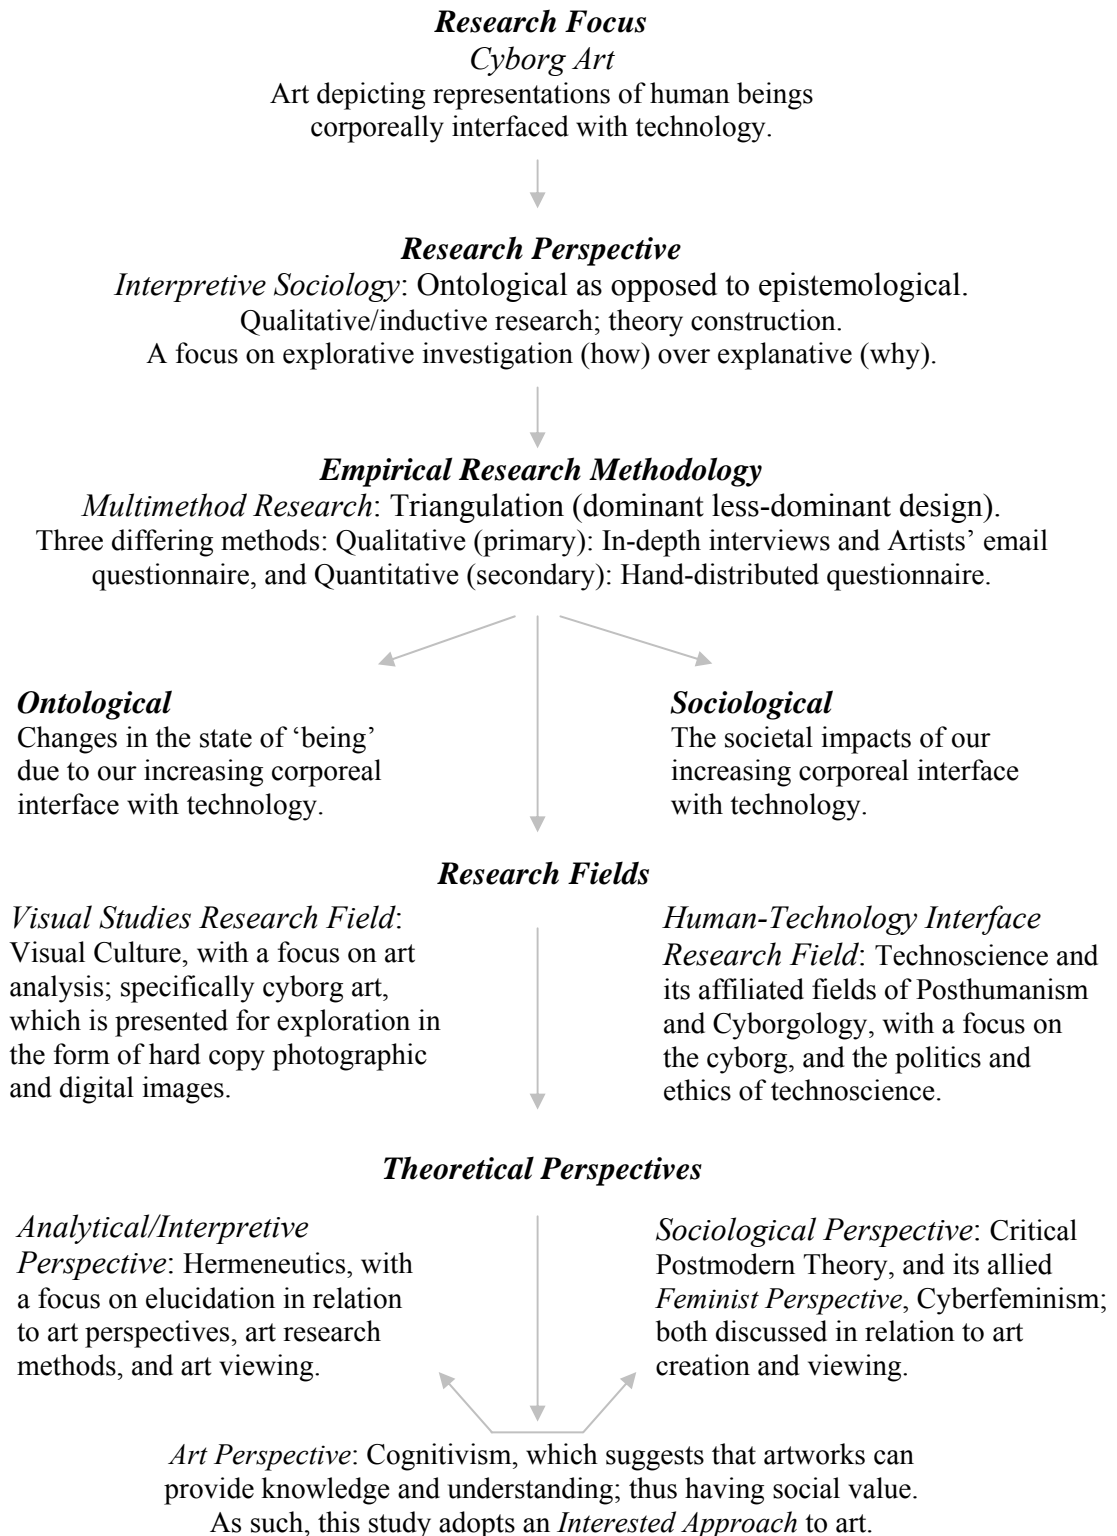 Research Focus
Cyborg Art
Art depicting representations of human beings
corporeally interfaced with technology.
Research Perspective
Interpretive Sociology: Ontological as opposed to epistemological.
Qualitative/inductive research; theory construction.
A focus on explorative investigation (how) over explanative (why).
Empirical Research Methodology
Multimethod Research: Triangulation (dominant less-dominant design).
Three differing methods: Qualitative (primary): In-depth interviews and Artists’ email
questionnaire, and Quantitative (secondary): Hand-distributed questionnaire.
Ontological
Changes in the state of ‘being’
due to our increasing corporeal
interface with technology.
Sociological
The societal impacts of our
increasing corporeal interface
with technology.
Research Fields
Visual Studies Research Field:
Visual Culture, with a focus on art
analysis; specifically cyborg art,
which is presented for exploration in
the form of hard copy photographic
and digital images.
Human-Technology Interface
Research Field: Technoscience and
its affiliated fields of Posthumanism
and Cyborgology, with a focus on
the cyborg, and the politics and
ethics of technoscience.
Theoretical Perspectives
Analytical/Interpretive
Perspective: Hermeneutics, with
a focus on elucidation in relation
to art perspectives, art research
methods, and art viewing.
Sociological Perspective: Critical
Postmodern Theory, and its allied
Feminist Perspective, Cyberfeminism;
both discussed in relation to art
creation and viewing.
Art Perspective: Cognitivism, which suggests that artworks can
provide knowledge and understanding; thus having social value.
As such, this study adopts an Interested Approach to art.